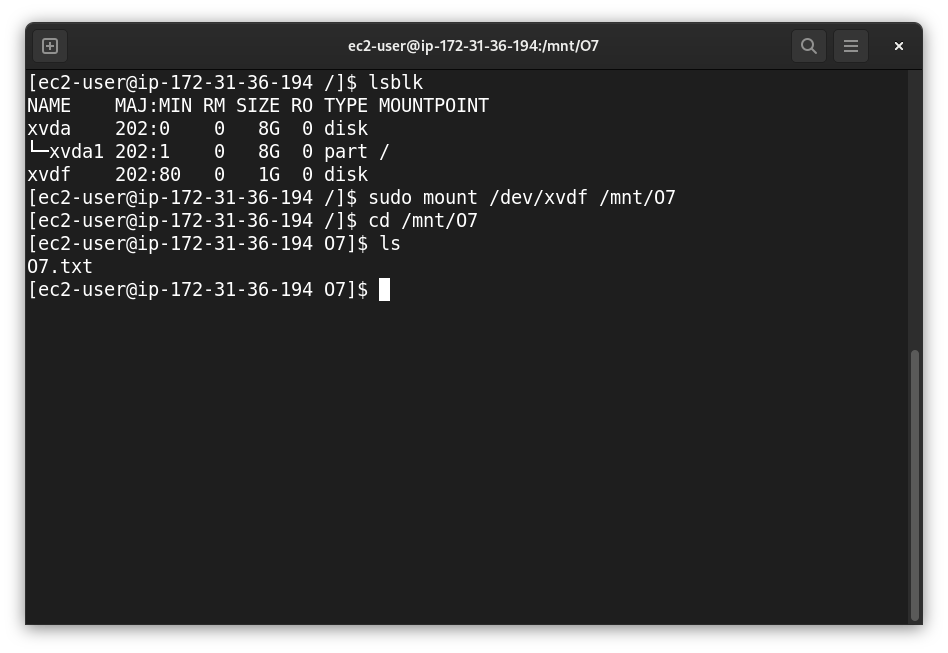 ec2-user@ip-172-31-36-194:/mnt/O7
[ec2-user@ip-172-31-36-194 /]$ lsblk
NAME    MAJ:MIN RM SIZE RO TYPE MOUNTPOINT
xvda    202:0    0   8G  0 disk
└─xvda1 202:1    0   8G  0 part /
xvdf    202:80   0   1G  0 disk
[ec2-user@ip-172-31-36-194 /]$ sudo mount /dev/xvdf /mnt/O7
[ec2-user@ip-172-31-36-194 /]$ cd /mnt/O7
[ec2-user@ip-172-31-36-194 O7]$ ls
O7.txt
[ec2-user@ip-172-31-36-194 O7]$